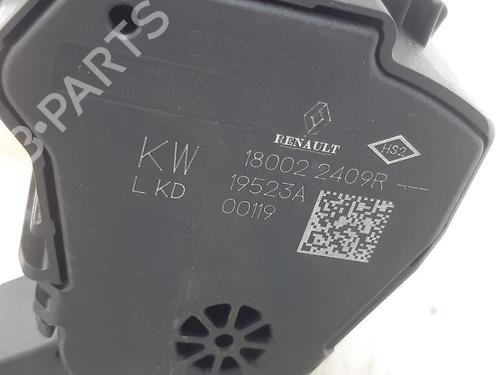 B-PARTS
RENAULT
HS2
KW 18002 2409R ---
L KD 19523A
00119